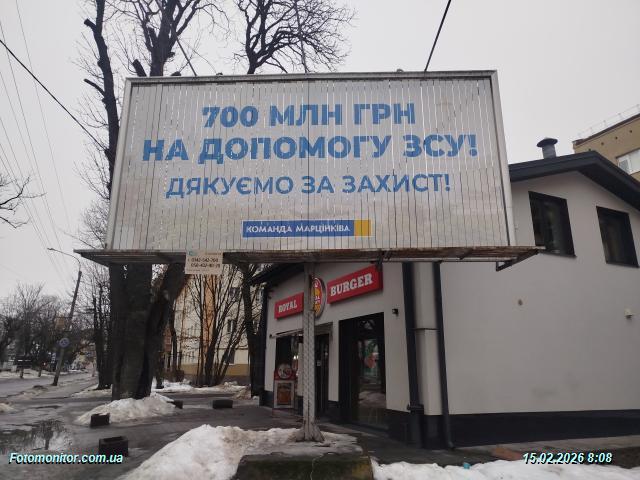 700 МЛН ГРН
НА ДОПОМОГУ ЗСУ!
ДЯКУЄМО ЗА ЗАХИСТ!
КОМАНДА МАРЦІНКІВА
ROYAL BURGER
Fotomonitor.com.ua
15.02.2026 8:08